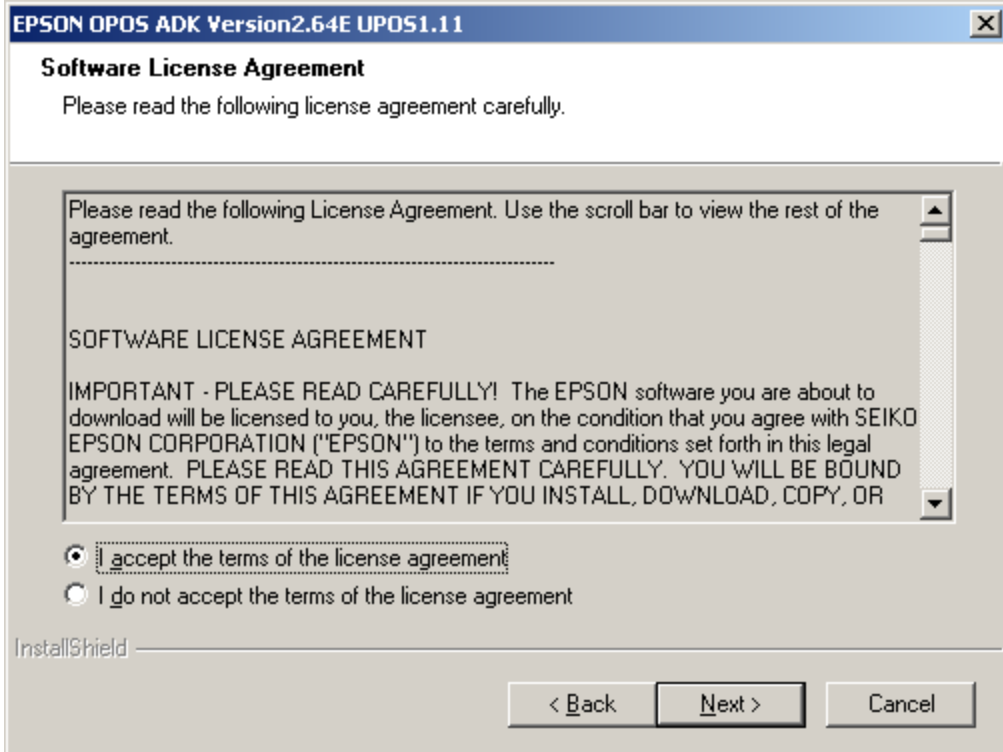 EPSON OPOS ADK Version2.64E UPOS1.11
Software License Agreement
Please read the following license agreement carefully.
Please read the following License Agreement. Use the scroll bar to view the rest of the
agreement.
--------------------------------------------------------------------------------
SOFTWARE LICENSE AGREEMENT
IMPORTANT - PLEASE READ CAREFULLY!  The EPSON software you are about to
download will be licensed to you, the licensee, on the condition that you agree with SEIKO
EPSON CORPORATION ("EPSON") to the terms and conditions set forth in this legal
agreement.  PLEASE READ THIS AGREEMENT CAREFULLY.  YOU WILL BE BOUND
BY THE TERMS OF THIS AGREEMENT IF YOU INSTALL, DOWNLOAD, COPY, OR
I accept the terms of the license agreement
I do not accept the terms of the license agreement
InstallShield
< Back
Next >
Cancel